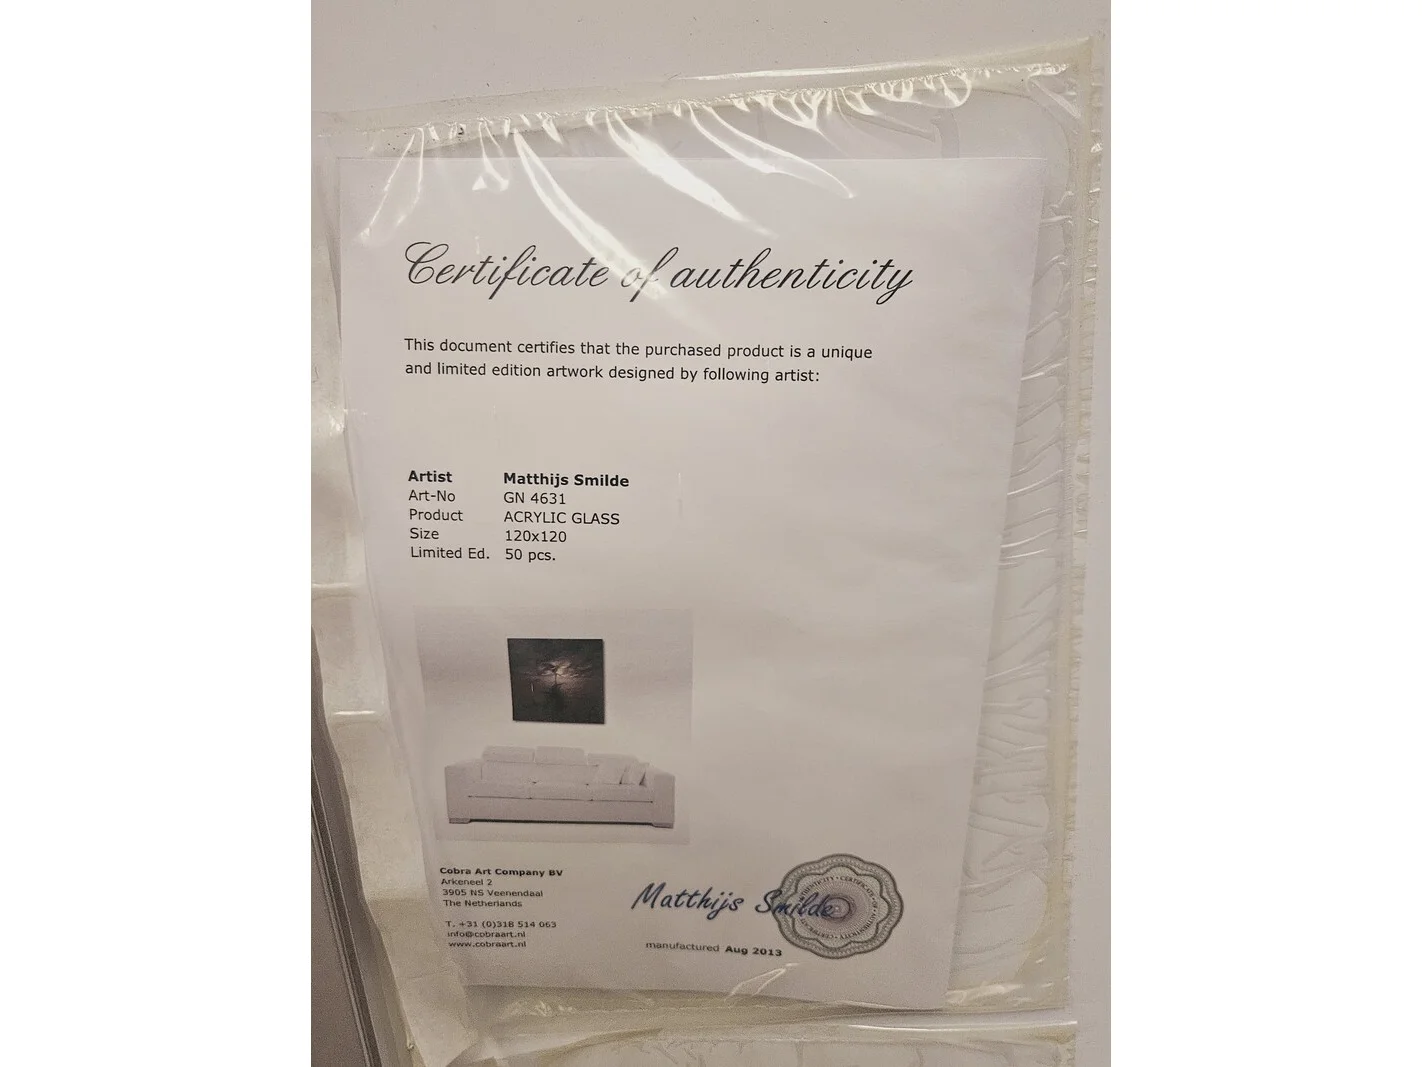 Certificate of authenticity
This document certifies that the purchased product is a unique
and limited edition artwork designed by following artist:
Artist Matthijs Smilde
Art-No GN 4631
Product ACRYLIC GLASS
Size 120x120
Limited Ed. 50 pcs.
Cobra Art Company BV
Arkeneel 2
3905 NS Veenendaal
The Netherlands
T. +31 (0)318 514 063
info@cobraart.nl
www.cobraart.nl
Matthijs Smilde
manufactured Aug 2013